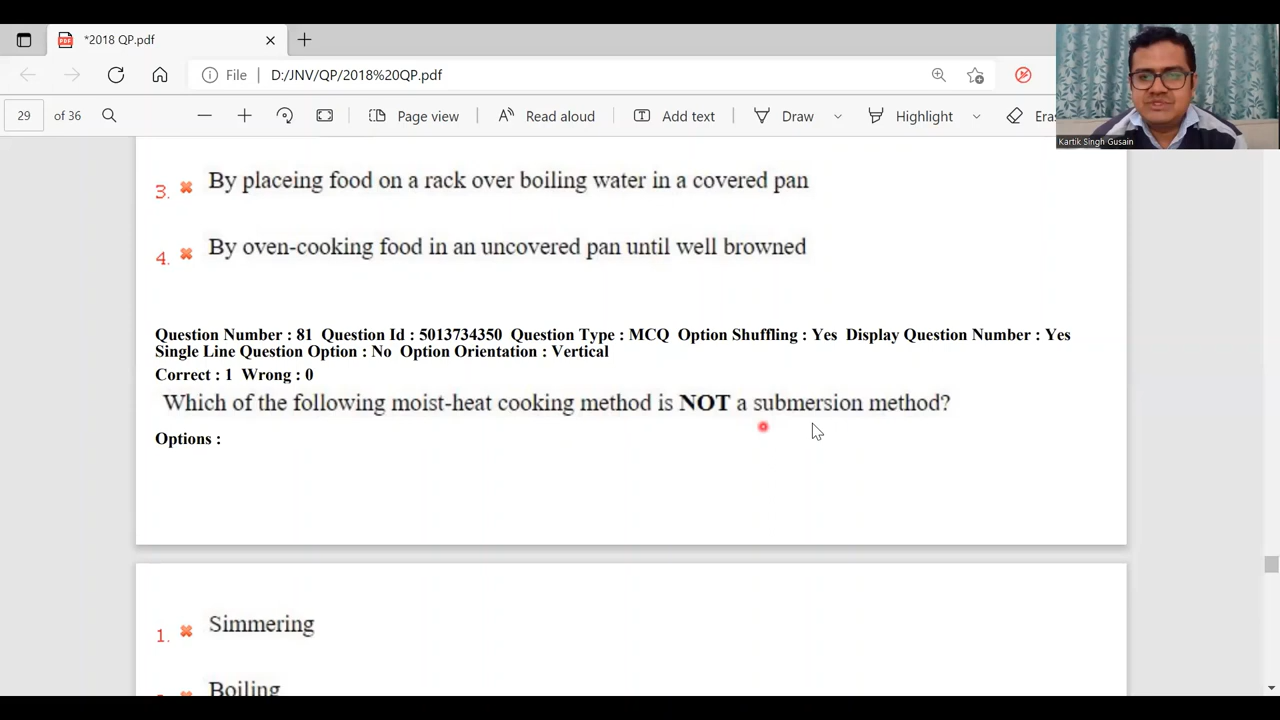 *2018 QP.pdf
File D:/JNV/QP/2018%20QP.pdf
29 of 36 Page view Read aloud Add text Draw Highlight
Kartik Singh Gusain
3. By placeing food on a rack over boiling water in a covered pan
4. By oven-cooking food in an uncovered pan until well browned
Question Number : 81 Question Id : 5013734350 Question Type : MCQ Option Shuffling : Yes Display Question Number : Yes
Single Line Question Option : No Option Orientation : Vertical
Correct : 1 Wrong : 0
Which of the following moist-heat cooking method is NOT a submersion method?
Options :
1. Simmering
Boiling